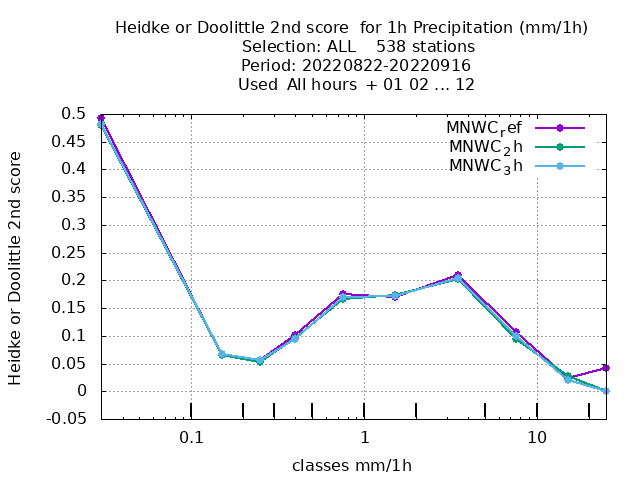 Heidke or Doolittle 2nd score for 1h Precipitation (mm/1h)
Selection: ALL 538 stations
Period: 20220822-20220916
Used All hours + 01 02 ... 12
MNWC_ref
MNWC_2h
MNWC_3h
Heidke or Doolittle 2nd score
0.5
0.45
0.4
0.35
0.3
0.25
0.2
0.15
0.1
0.05
0
-0.05
0.1 1 10
classes mm/1h